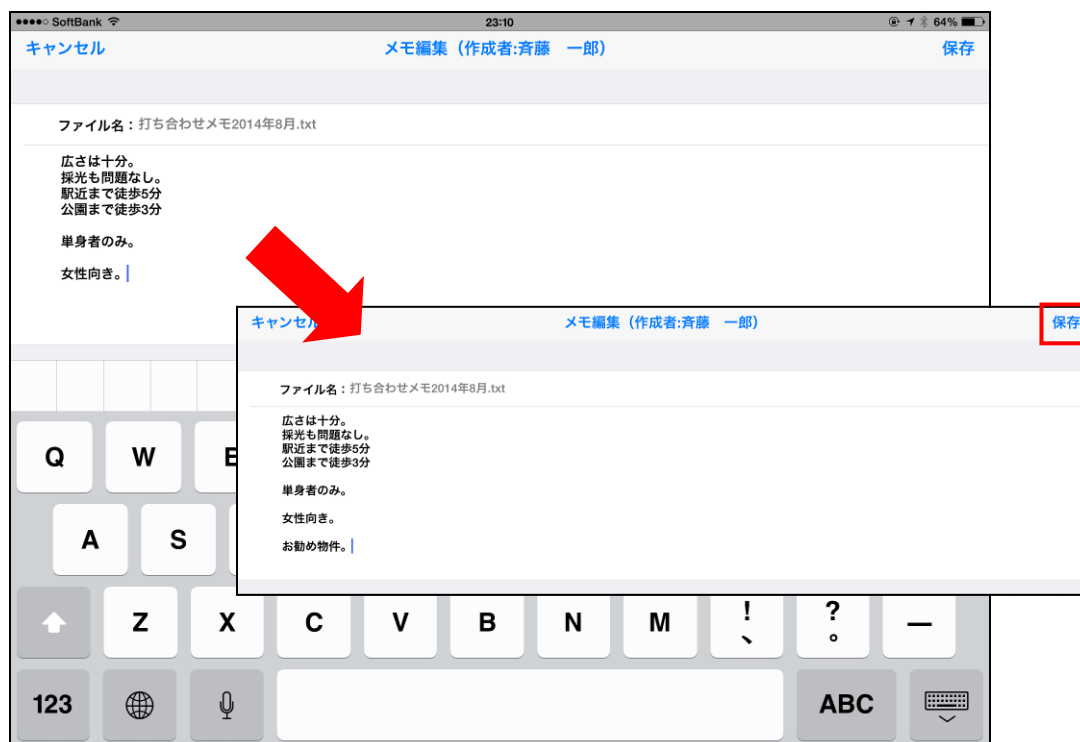 SoftBank 23:10 64%
キャンセル メモ編集（作成者:斉藤　一郎） 保存
ファイル名：打ち合わせメモ2014年8月.txt
広さは十分。
採光も問題なし。
駅近まで徒歩5分
公園まで徒歩3分
単身者のみ。
女性向き。
キャンセル メモ編集（作成者:斉藤　一郎） 保存
ファイル名：打ち合わせメモ2014年8月.txt
広さは十分。
採光も問題なし。
駅近まで徒歩5分
公園まで徒歩3分
単身者のみ。
女性向き。
お勧め物件。
Q W E
A S
Z X C V B N M ! 、 ? 。 ー
123 ABC